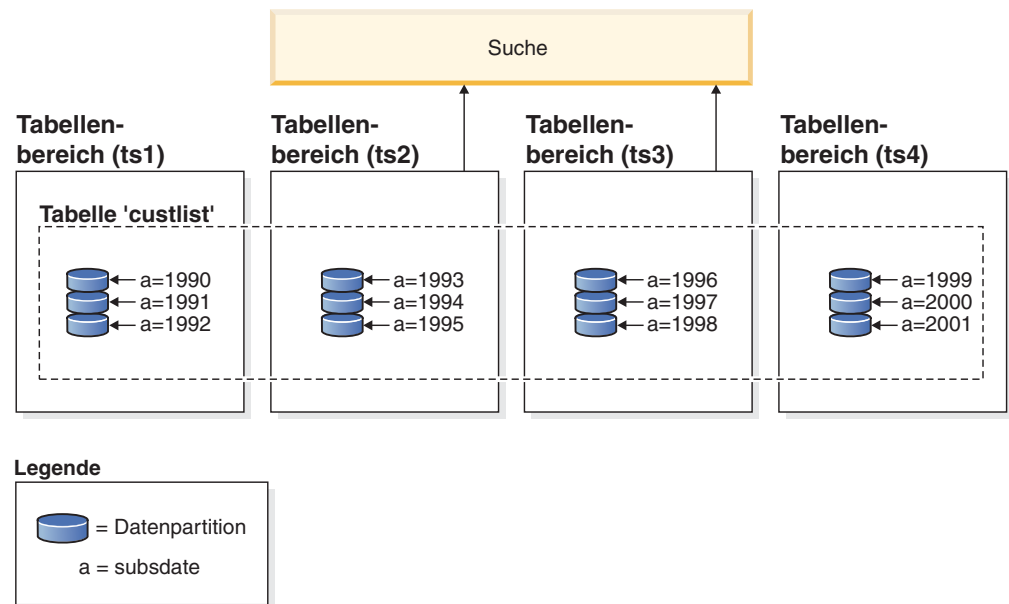 Suche
Tabellen-
bereich (ts1)
Tabellen-
bereich (ts2)
Tabellen-
bereich (ts3)
Tabellen-
bereich (ts4)
Tabelle 'custlist'
a=1990
a=1991
a=1992
a=1993
a=1994
a=1995
a=1996
a=1997
a=1998
a=1999
a=2000
a=2001
Legende
= Datenpartition
a = subsdate